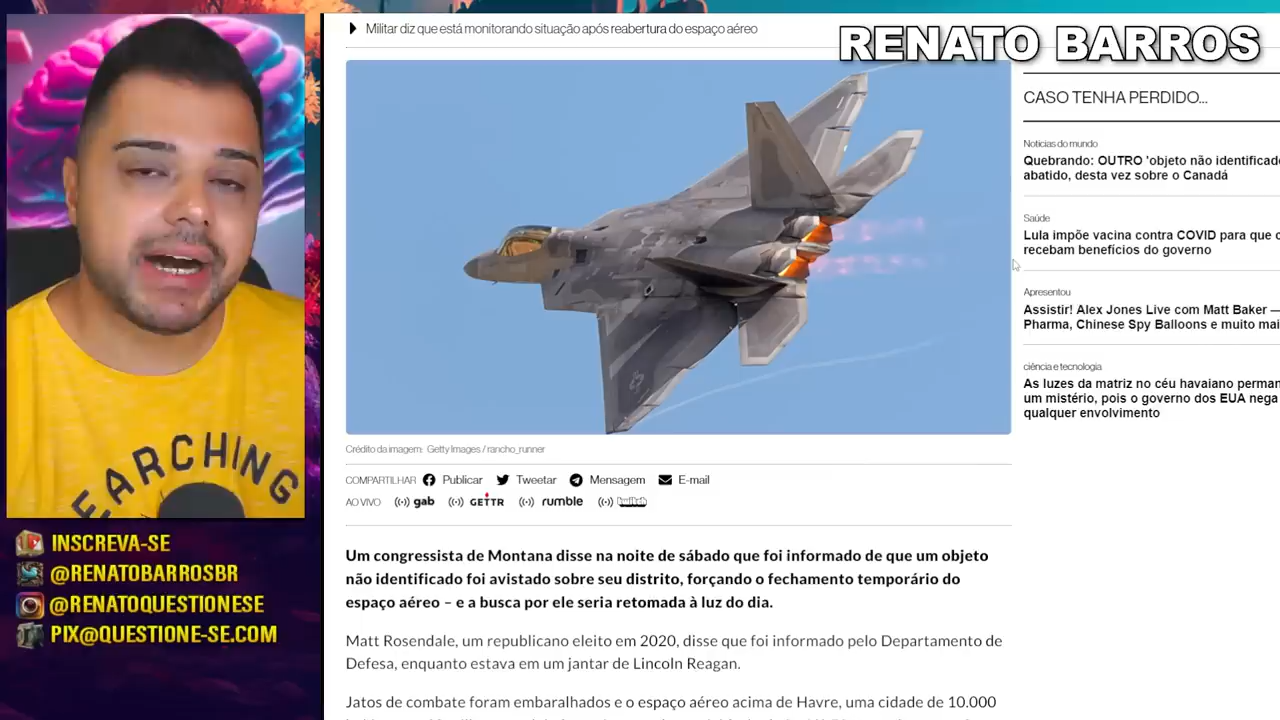 Militar diz que está monitorando situação após reabertura do espaço aéreo
RENATO BARROS
CASO TENHA PERDIDO...
Notícias do mundo
Quebrando: OUTRO 'objeto não identificado
abatido, desta vez sobre o Canadá
Saúde
Lula impõe vacina contra COVID para que
recebam benefícios do governo
Apresentou
Assistir! Alex Jones Live com Matt Baker —
Pharma, Chinese Spy Balloons e muito mai
ciência e tecnologia
As luzes da matriz no céu havaiano perman
um mistério, pois o governo dos EUA nega
qualquer envolvimento
Crédito da imagem: Getty Images / rancho_runner
COMPARTILHAR Publicar Tweetar Mensagem E-mail
AO VIVO gab GETTR rumble twitch
Um congressista de Montana disse na noite de sábado que foi informado de que um objeto
não identificado foi avistado sobre seu distrito, forçando o fechamento temporário do
espaço aéreo – e a busca por ele seria retomada à luz do dia.
Matt Rosendale, um republicano eleito em 2020, disse que foi informado pelo Departamento de
Defesa, enquanto estava em um jantar de Lincoln Reagan.
Jatos de combate foram embaralhados e o espaço aéreo acima de Havre, uma cidade de 10.000
EARCHING
INSCREVA-SE
@RENATOBARROSBR
@RENATOQUESTIONESE
PIX@QUESTIONE-SE.COM